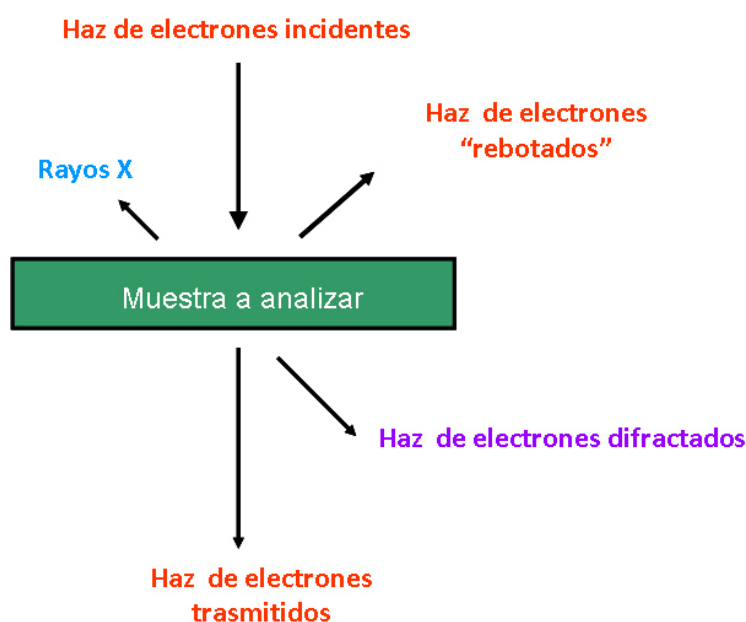 Haz de electrones incidentes
Haz de electrones
“rebotados”
Rayos X
Muestra a analizar
Haz de electrones difractados
Haz de electrones
trasmitidos